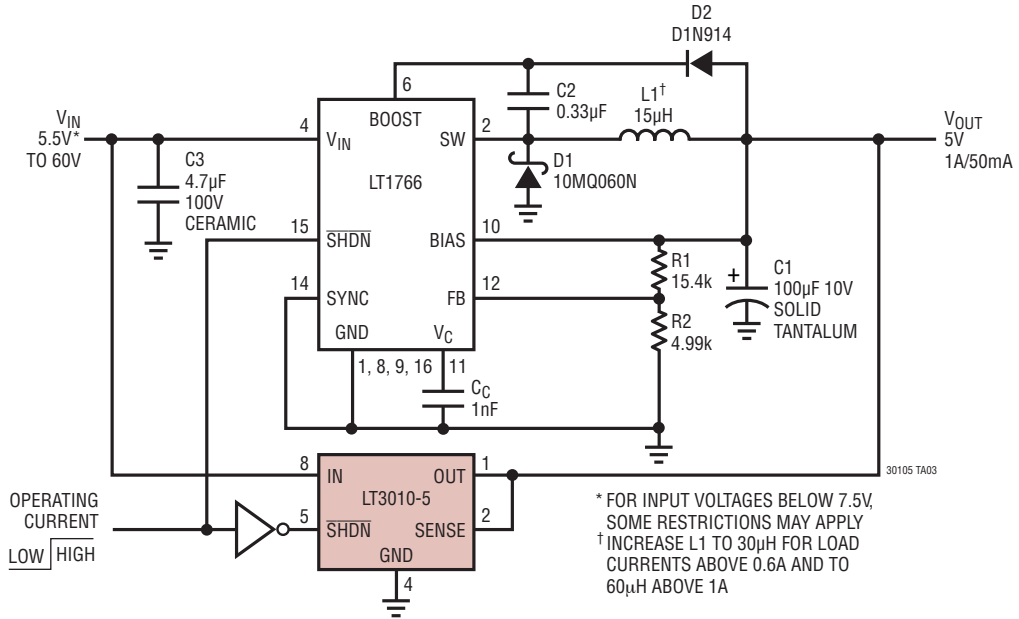 D2
D1N914
6
C2
0.33µF
L1†
15µH
BOOST
VIN
5.5V*
TO 60V
4
VIN
SW
2
VOUT
5V
1A/50mA
C3
4.7µF
100V
CERAMIC
LT1766
D1
10MQ060N
15
SHDN
BIAS
10
R1
15.4k
C1
+
100µF 10V
SOLID
TANTALUM
14
SYNC
FB
12
R2
4.99k
GND
VC
1, 8, 9, 16
11
CC
1nF
8
IN
OUT
1
30105 TA03
LT3010-5
OPERATING
CURRENT
LOW HIGH
5
SHDN
SENSE
2
GND
4
* FOR INPUT VOLTAGES BELOW 7.5V,
SOME RESTRICTIONS MAY APPLY
† INCREASE L1 TO 30µH FOR LOAD
CURRENTS ABOVE 0.6A AND TO
60µH ABOVE 1A